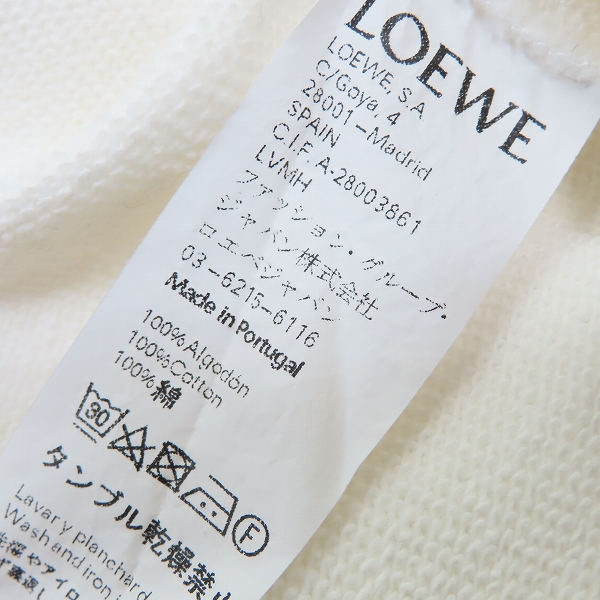 LOEWE
LOEWE, S.A
C/Goya, 4
28001-Madrid
SPAIN
C.I.F. A-28003861
LVMH
ファッション・グループ・
ジャパン株式会社
ロエベジャパン
03-6215-6116
Made in Portugal
100% Algodón
100% Cotton
100% 綿
30 F
タンブル乾燥禁止
Lavar y planchar d
Wash and iron i